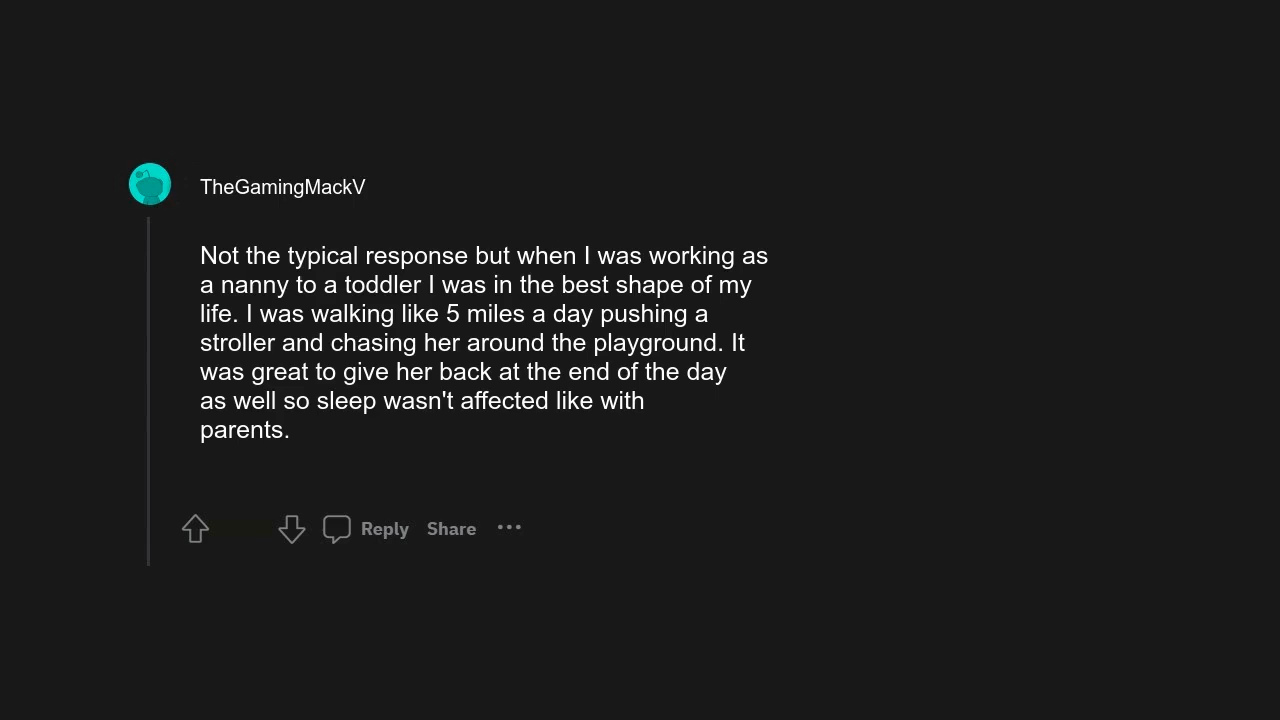 TheGamingMackV
Not the typical response but when I was working as
a nanny to a toddler I was in the best shape of my
life. I was walking like 5 miles a day pushing a
stroller and chasing her around the playground. It
was great to give her back at the end of the day
as well so sleep wasn't affected like with
parents.
Reply Share